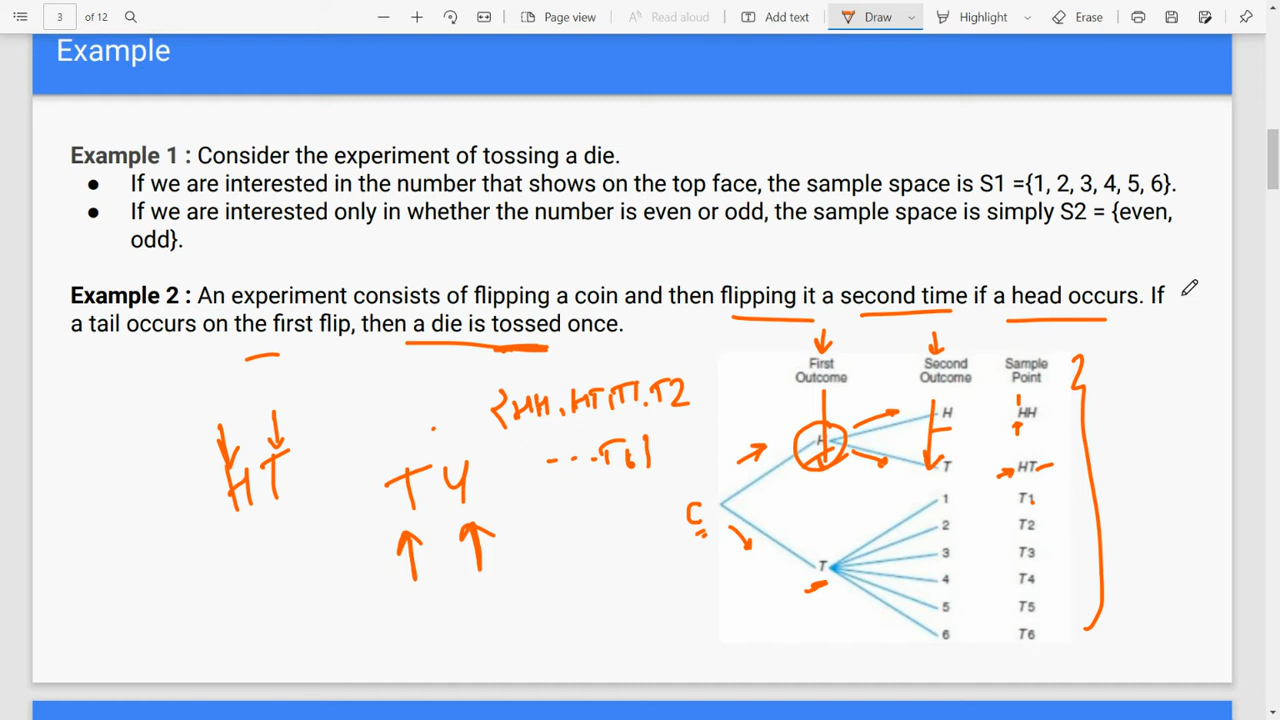 3 of 12
Page view
Read aloud
Add text
Draw
Highlight
Erase
Example
Example 1 : Consider the experiment of tossing a die.
● If we are interested in the number that shows on the top face, the sample space is S1 ={1, 2, 3, 4, 5, 6}.
● If we are interested only in whether the number is even or odd, the sample space is simply S2 = {even,
odd}.
Example 2 : An experiment consists of flipping a coin and then flipping it a second time if a head occurs. If
a tail occurs on the first flip, then a die is tossed once.
First Second Sample
Outcome Outcome Point
{HH, HT, T1, T2
H HH
H
---T6}
T HT
HT
T4
1 T1
C
2 T2
3 T3
T
4 T4
5 T5
6 T6